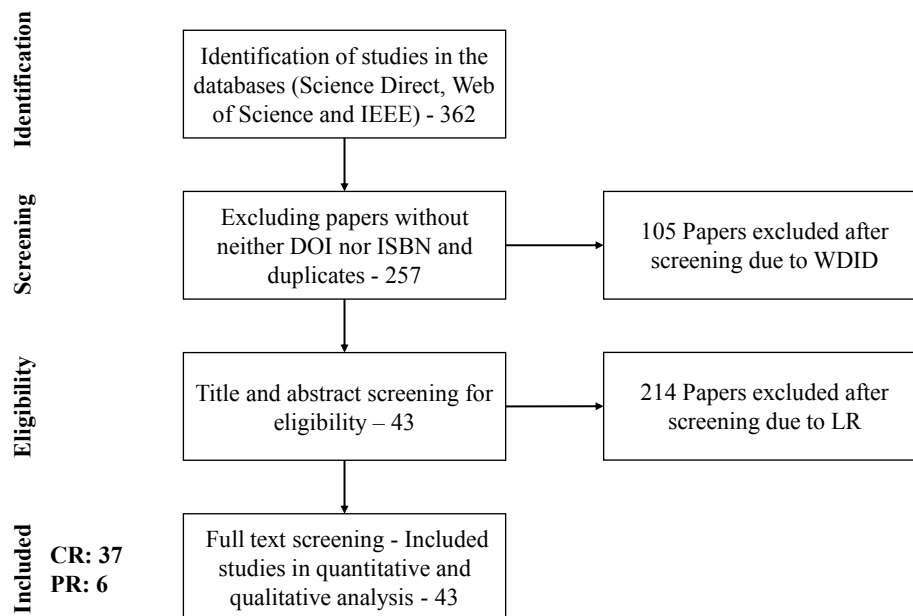 Identification
Identification of studies in the
databases (Science Direct, Web
of Science and IEEE) - 362
Screening
Excluding papers without
neither DOI nor ISBN and
duplicates - 257
105 Papers excluded after
screening due to WDID
Eligibility
Title and abstract screening for
eligibility – 43
214 Papers excluded after
screening due to LR
Included
CR: 37
PR: 6
Full text screening - Included
studies in quantitative and
qualitative analysis - 43